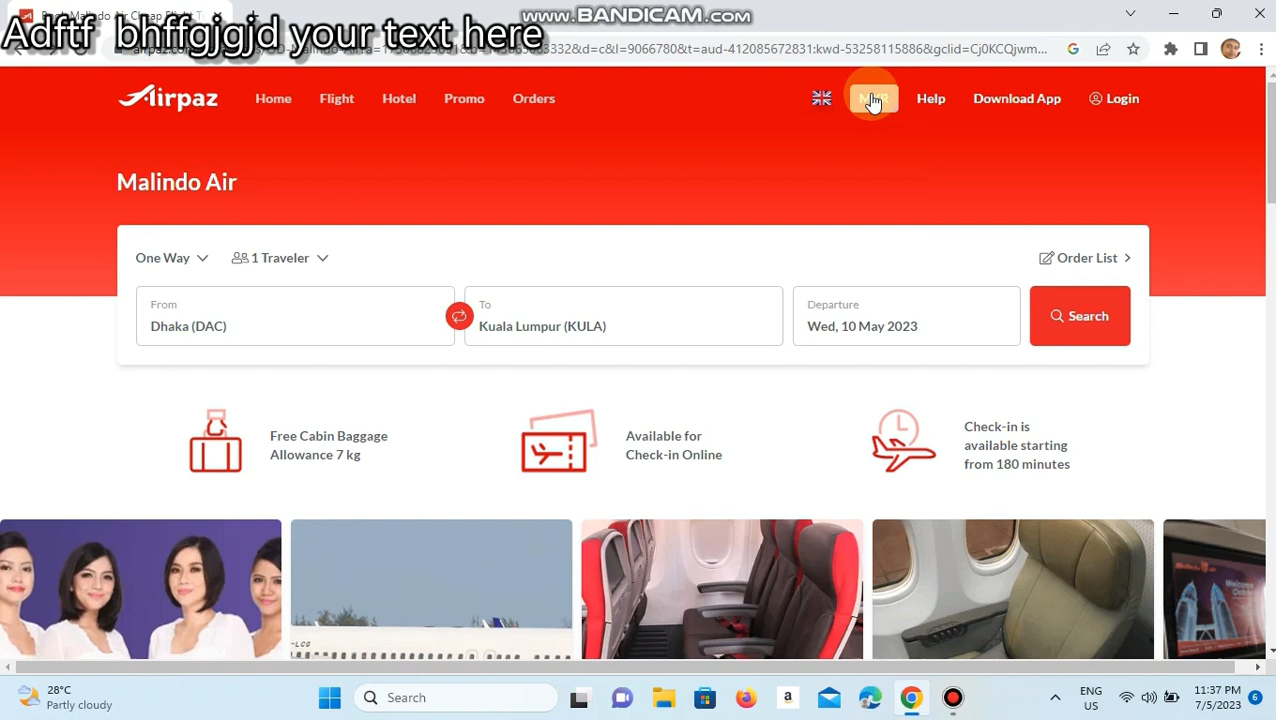 www.BANDICAM.com
Adftf bhffgjgjd your text here
Airpaz
Home
Flight
Hotel
Promo
Orders
Help
Download App
Login
Malindo Air
One Way
1 Traveler
Order List
From
Dhaka (DAC)
To
Kuala Lumpur (KULA)
Departure
Wed, 10 May 2023
Search
Free Cabin Baggage
Allowance 7 kg
Available for
Check-in Online
Check-in is
available starting
from 180 minutes
28°C
Partly cloudy
Search
ENG
US
11:37 PM
7/5/2023
6